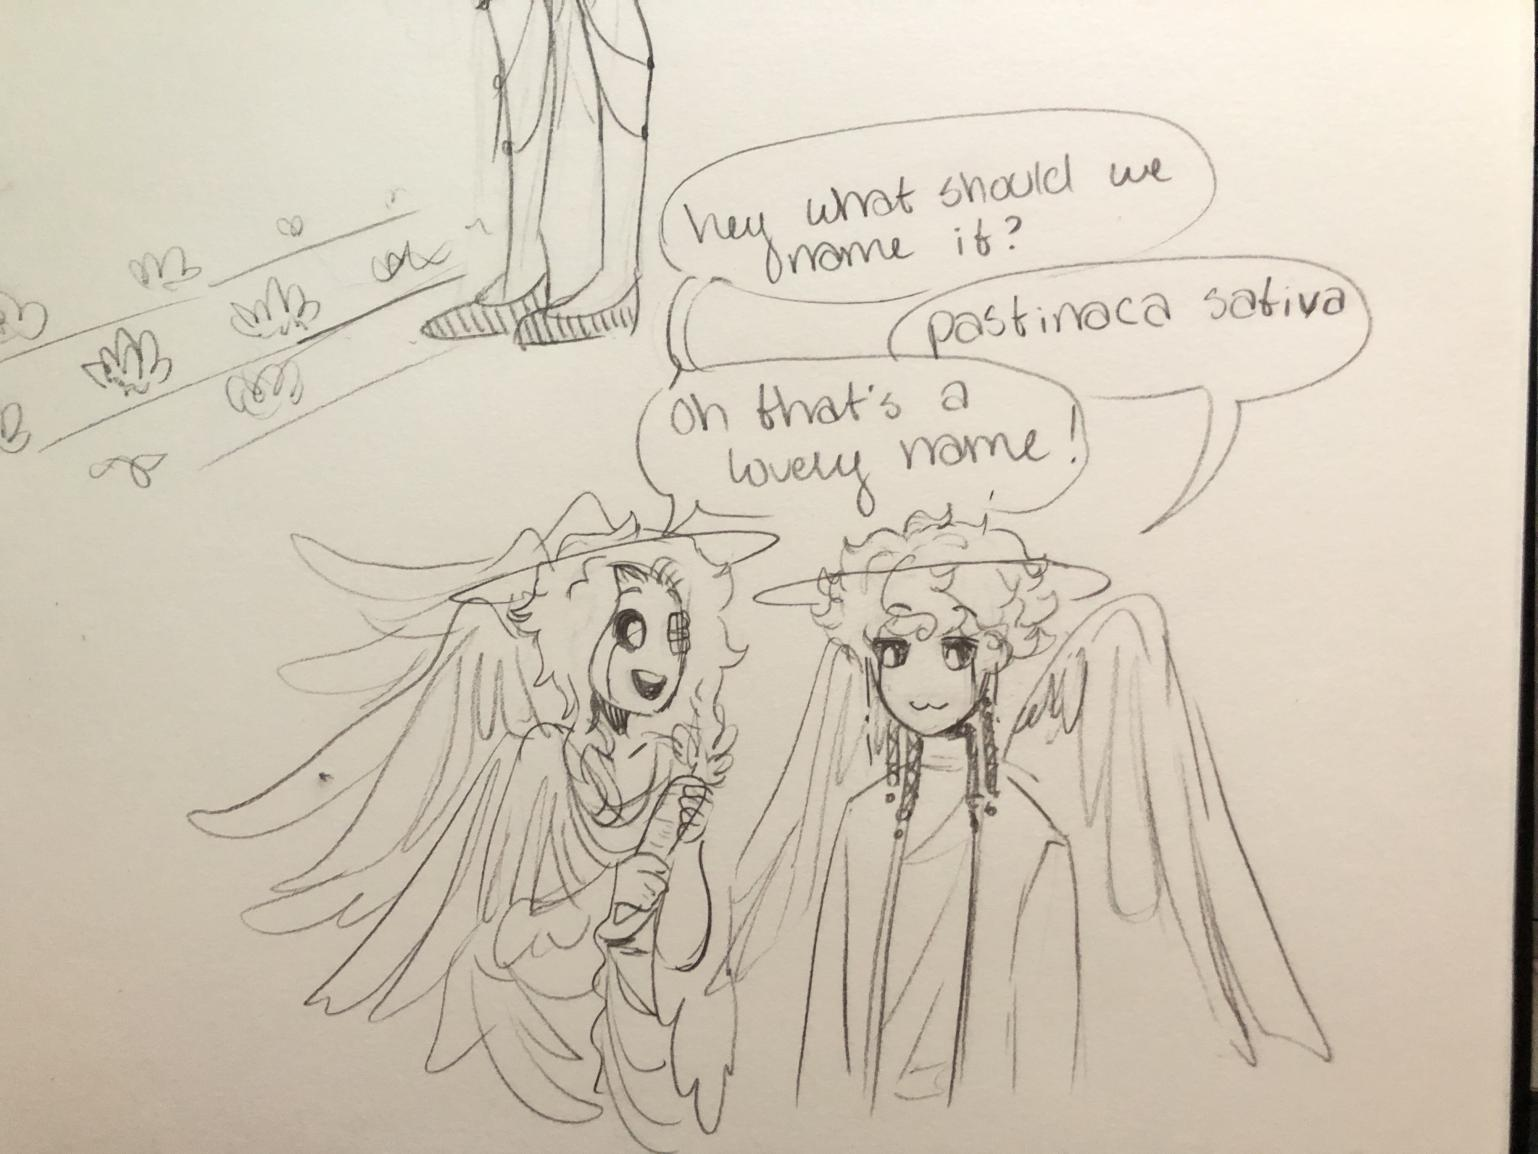 hey what should we
name it?
pastinaca sativa
oh that's a
lovely name!